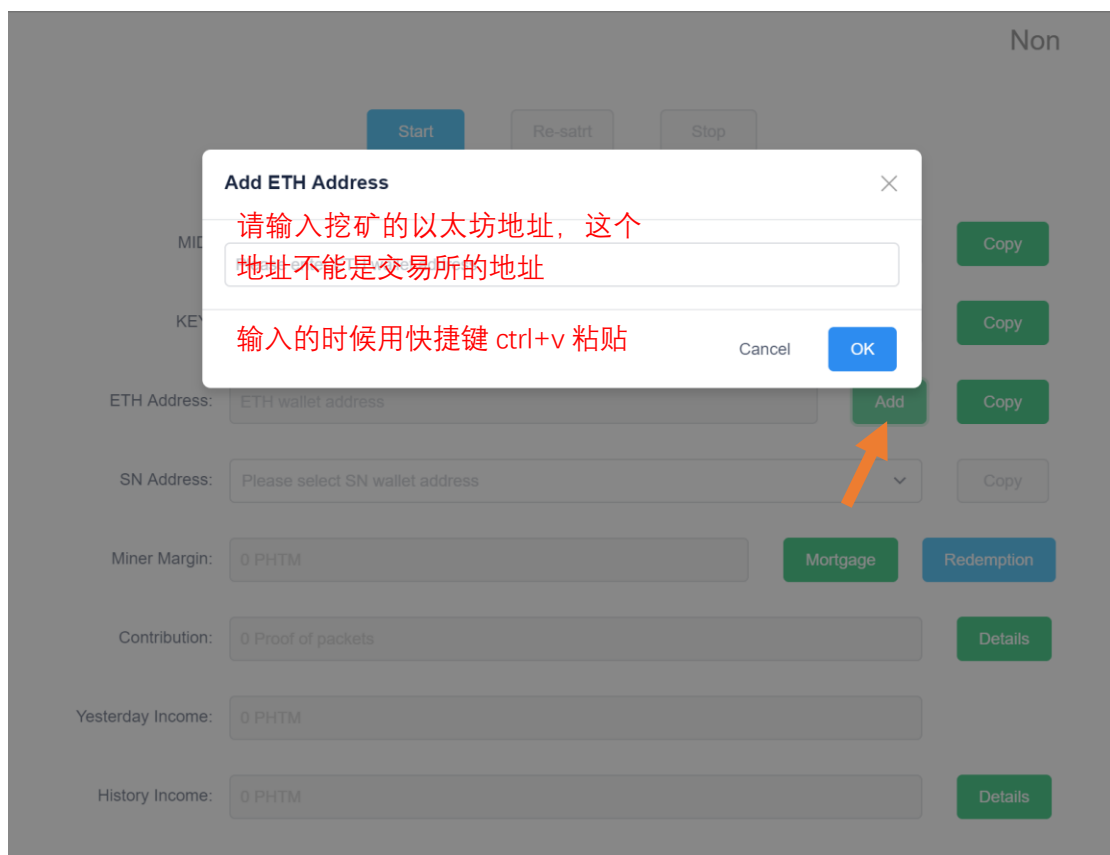 Non
Start Re-satrt Stop
Add ETH Address
请输入挖矿的以太坊地址，这个
地址不能是交易所的地址
输入的时候用快捷键 ctrl+v 粘贴
Cancel OK
MID
Copy
KEY
Copy
ETH Address: ETH wallet address Add Copy
SN Address: Please select SN wallet address Copy
Miner Margin: 0 PHTM Mortgage Redemption
Contribution: 0 Proof of packets Details
Yesterday Income: 0 PHTM
History Income: 0 PHTM Details